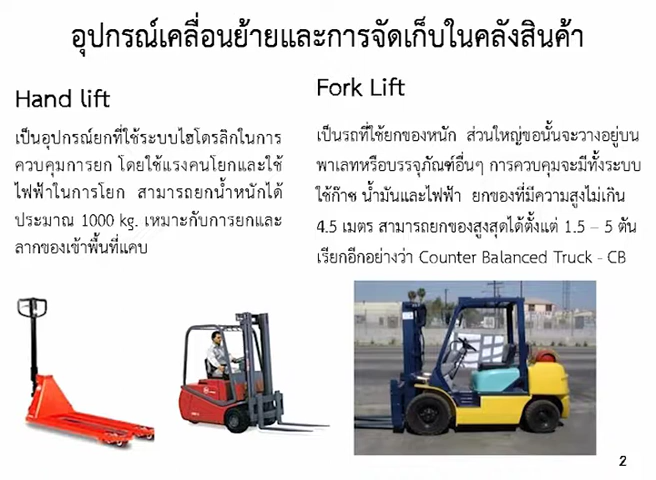 อุปกรณ์เคลื่อนย้ายและการจัดเก็บในคลังสินค้า
Hand lift
เป็นอุปกรณ์ยกที่ใช้ระบบไฮโดรลิกในการ
ควบคุมการยก โดยใช้แรงคนโยกและใช้
ไฟฟ้าในการโยก สามารถยกน้ำหนักได้
ประมาณ 1000 kg. เหมาะกับการยกและ
ลากของเข้าพื้นที่แคบ
Fork Lift
เป็นรถที่ใช้ยกของหนัก ส่วนใหญ่ขอนั้นจะวางอยู่บน
พาเลทหรือบรรจุภัณฑ์อื่นๆ การควบคุมจะมีทั้งระบบ
ใช้ก๊าซ น้ำมันและไฟฟ้า ยกของที่มีความสูงไม่เกิน
4.5 เมตร สามารถยกของสูงสุดได้ตั้งแต่ 1.5 – 5 ตัน
เรียกอีกอย่างว่า Counter Balanced Truck - CB
2